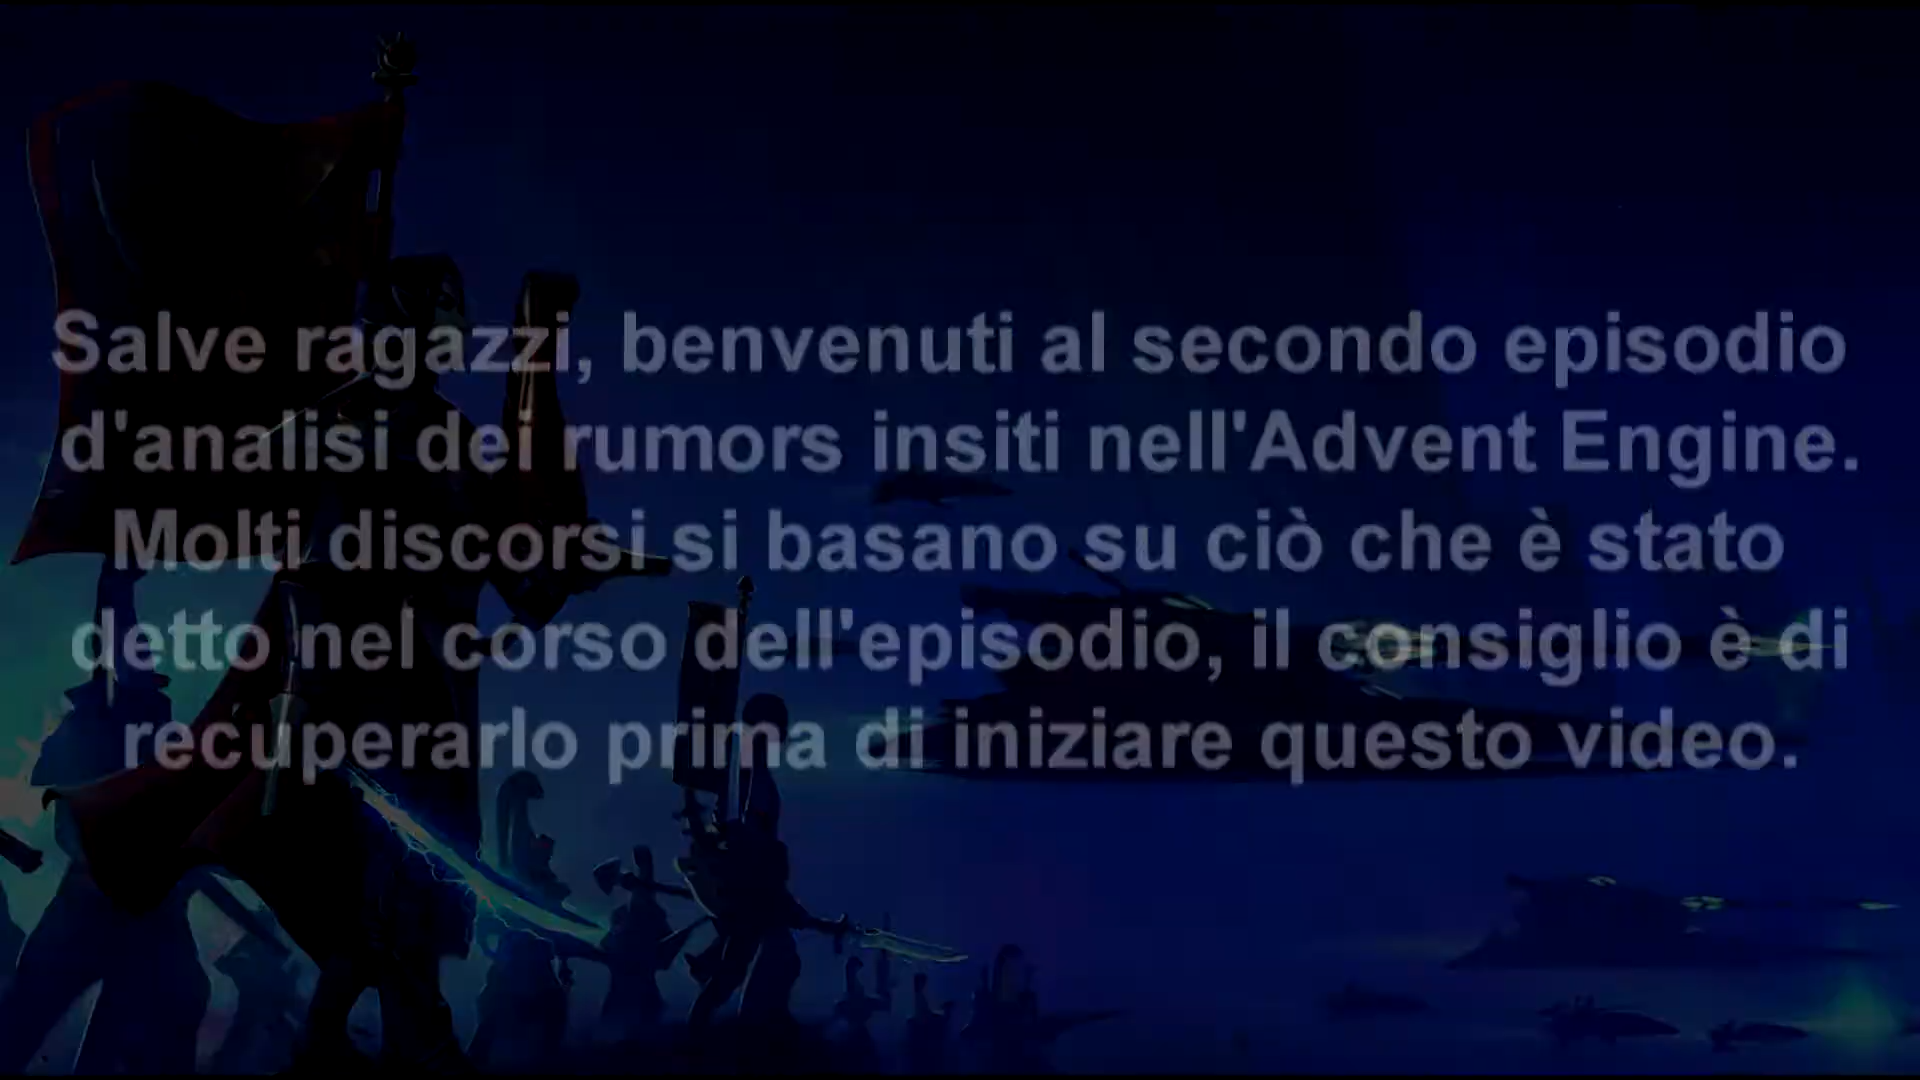 Salve ragazzi, benvenuti al secondo episodio
d'analisi dei rumors insiti nell'Advent Engine.
Molti discorsi si basano su ciò che è stato
detto nel corso dell'episodio, il consiglio è di
recuperarlo prima di iniziare questo video.